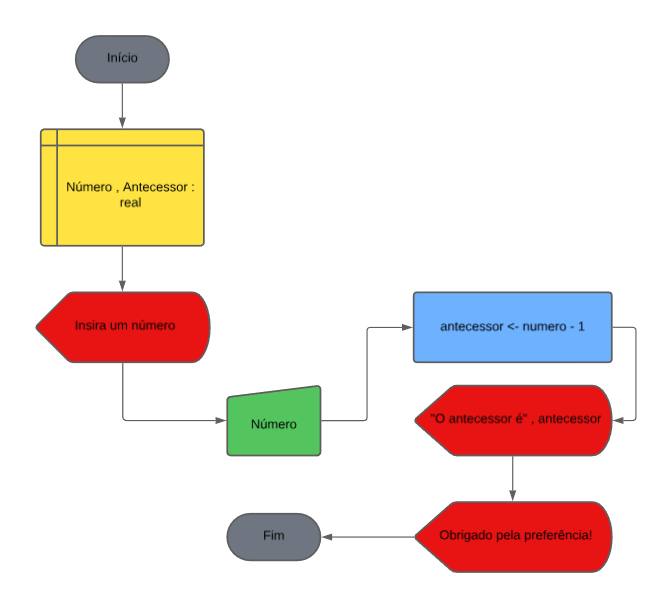 Início
Número , Antecessor :
real
Insira um número
Número
antecessor <- numero - 1
"O antecessor é" , antecessor
Obrigado pela preferência!
Fim